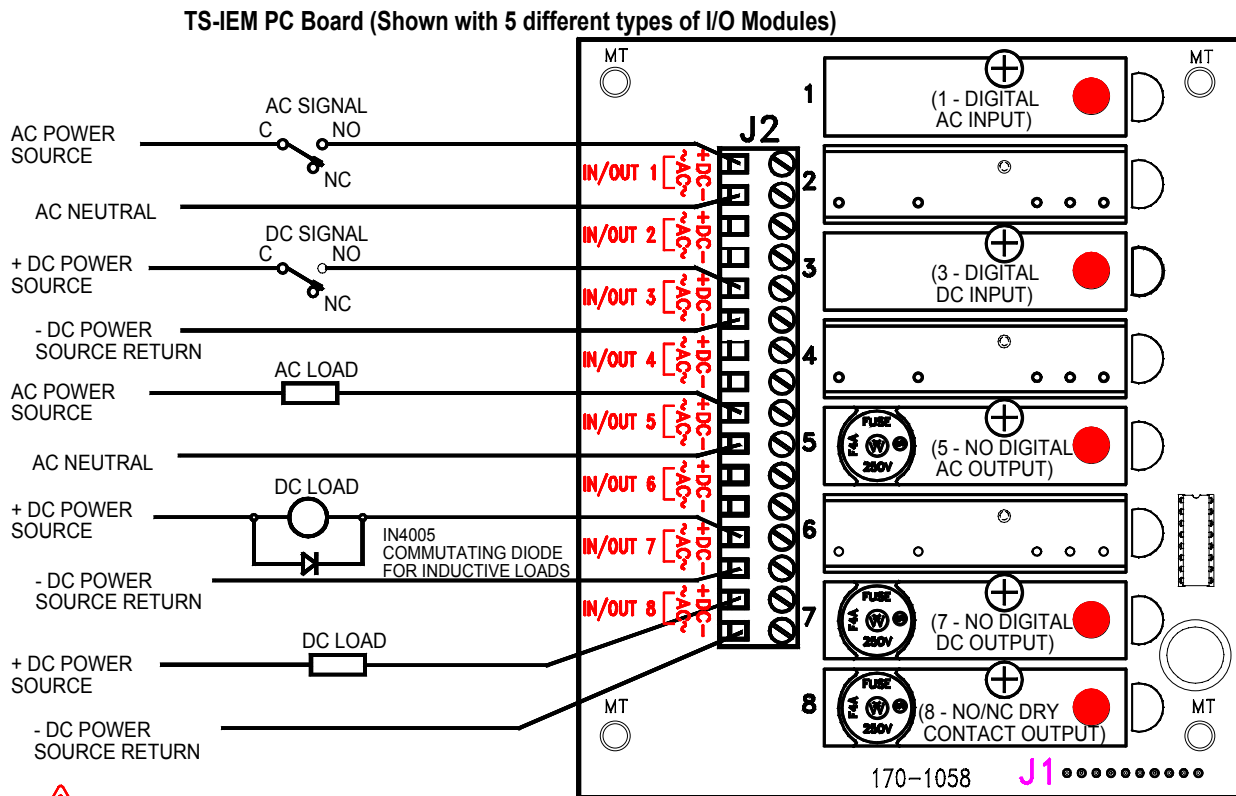 TS-IEM PC Board (Shown with 5 different types of I/O Modules)
AC SIGNAL
C
NO
NC
AC POWER
SOURCE
AC NEUTRAL
DC SIGNAL
C
NO
NC
+ DC POWER
SOURCE
- DC POWER
SOURCE RETURN
AC LOAD
AC POWER
SOURCE
AC NEUTRAL
DC LOAD
+ DC POWER
SOURCE
IN4005
COMMUTATING DIODE
FOR INDUCTIVE LOADS
- DC POWER
SOURCE RETURN
DC LOAD
+ DC POWER
SOURCE
- DC POWER
SOURCE RETURN
MT
MT
J2
IN/OUT 1
~AC~
+DC-
IN/OUT 2
~AC~
+DC-
IN/OUT 3
~AC~
+DC-
IN/OUT 4
~AC~
+DC-
IN/OUT 5
~AC~
+DC-
IN/OUT 6
~AC~
+DC-
IN/OUT 7
~AC~
+DC-
IN/OUT 8
~AC~
+DC-
1
(1 - DIGITAL
AC INPUT)
2
3
(3 - DIGITAL
DC INPUT)
4
5
FUSE
F4A
W
250V
(5 - NO DIGITAL
AC OUTPUT)
6
7
FUSE
F4A
W
250V
(7 - NO DIGITAL
DC OUTPUT)
8
FUSE
F4A
W
250V
(8 - NO/NC DRY
CONTACT OUTPUT)
MT
MT
170-1058
J1